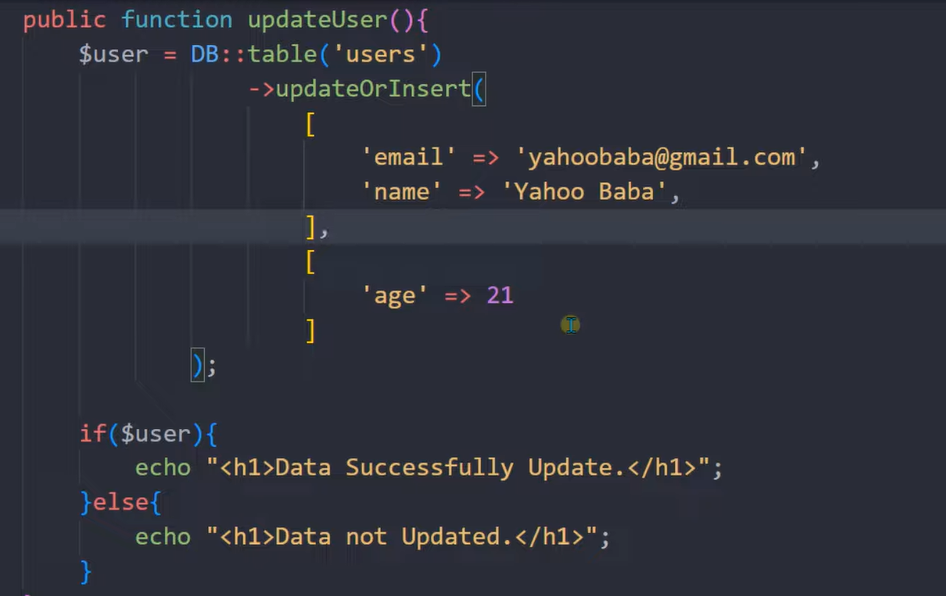 public function updateUser(){
    $user = DB::table('users')
                ->updateOrInsert(
                    [
                        'email' => 'yahoobaba@gmail.com',
                        'name' => 'Yahoo Baba',
                    ],
                    [
                        'age' => 21
                    ]
            );

    if($user){
        echo "<h1>Data Successfully Update.</h1>";
    }else{
        echo "<h1>Data not Updated.</h1>";
    }